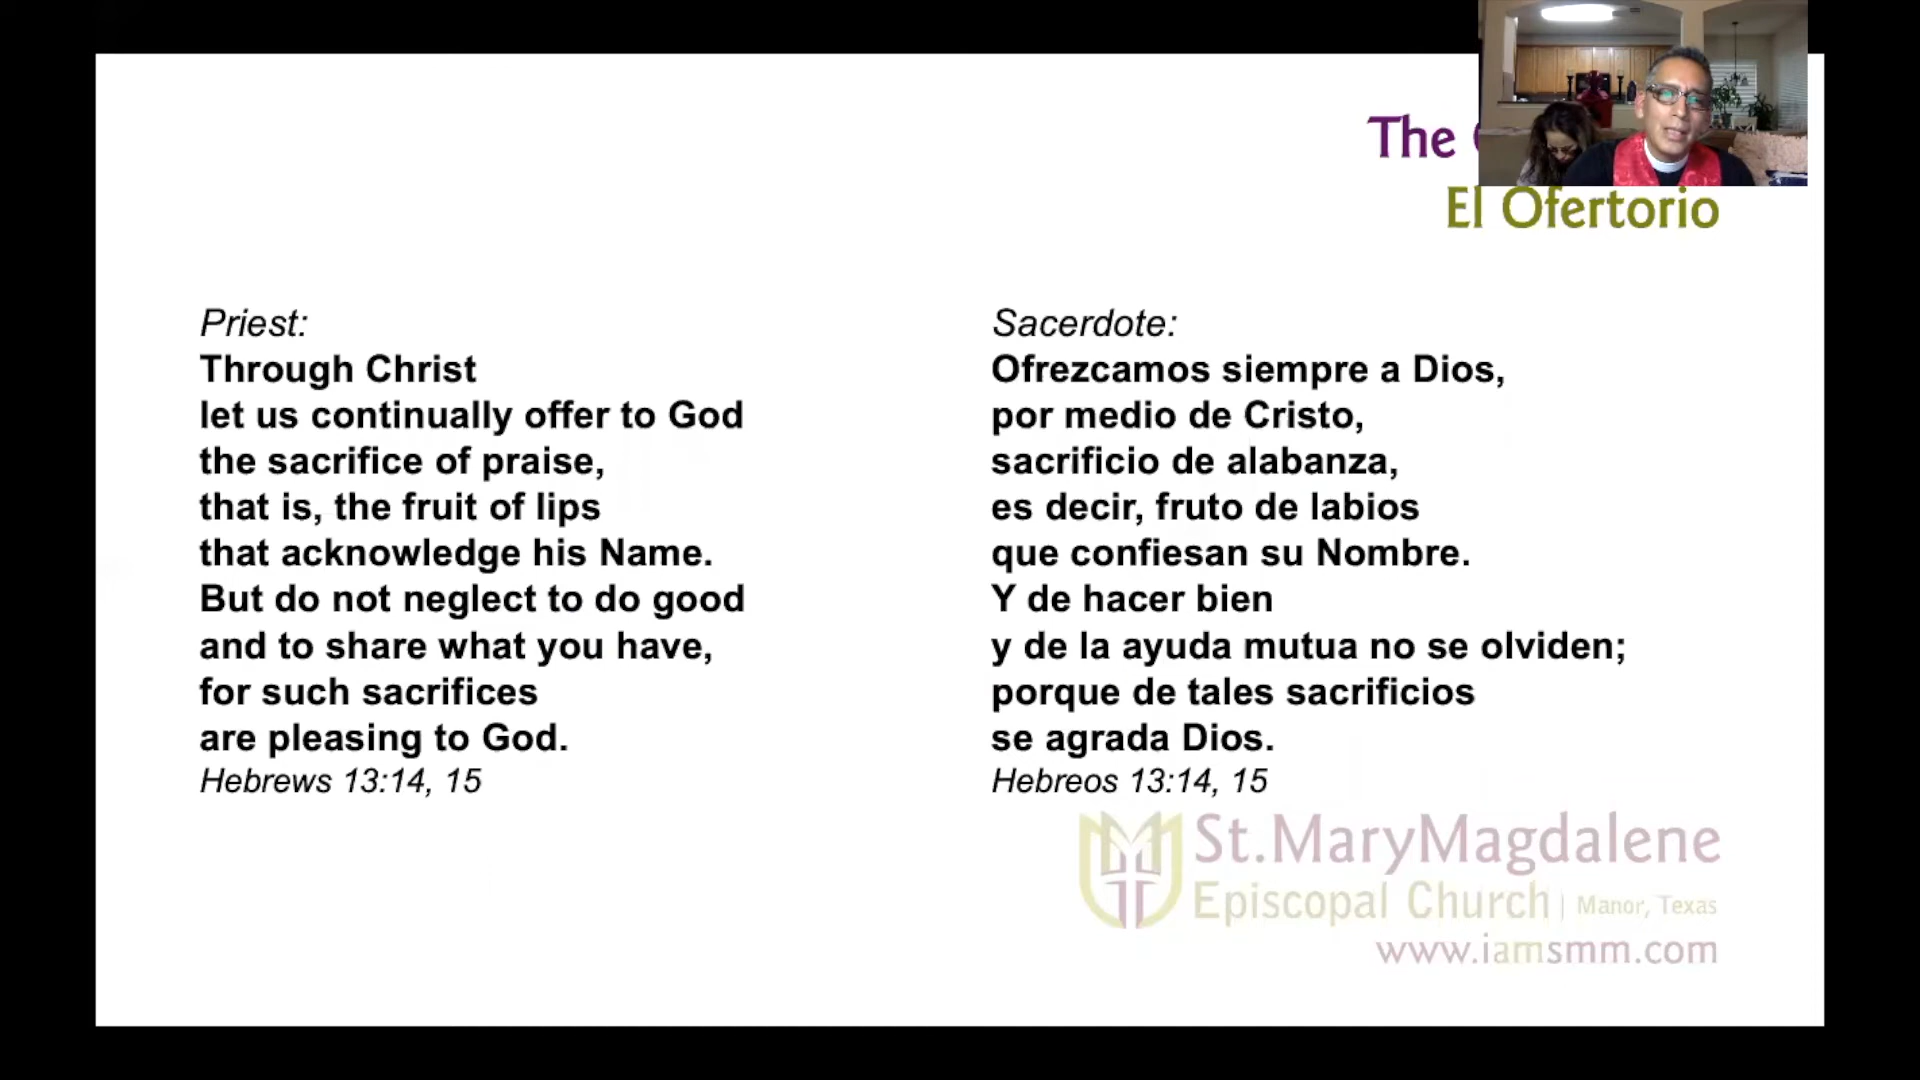 The
El Ofertorio
Priest:
Through Christ
let us continually offer to God
the sacrifice of praise,
that is, the fruit of lips
that acknowledge his Name.
But do not neglect to do good
and to share what you have,
for such sacrifices
are pleasing to God.
Hebrews 13:14, 15
Sacerdote:
Ofrezcamos siempre a Dios,
por medio de Cristo,
sacrificio de alabanza,
es decir, fruto de labios
que confiesan su Nombre.
Y de hacer bien
y de la ayuda mutua no se olviden;
porque de tales sacrificios
se agrada Dios.
Hebreos 13:14, 15
St.MaryMagdalene
Episcopal Church | Manor, Texas
www.iamsmm.com